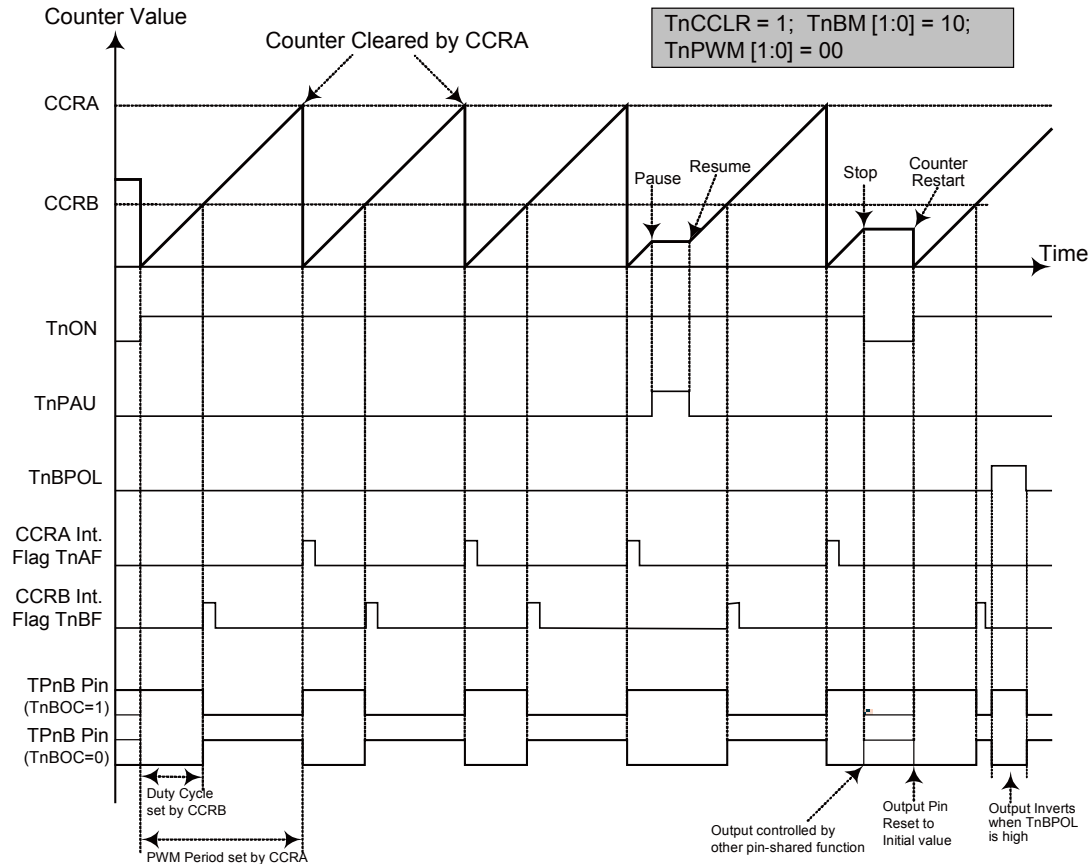 Counter Value
TnCCLR = 1; TnBM [1:0] = 10;
TnPWM [1:0] = 00
Counter Cleared by CCRA
CCRA
Pause
Resume
Stop
Counter
Restart
CCRB
Time
TnON
TnPAU
TnBPOL
CCRA Int.
Flag TnAF
CCRB Int.
Flag TnBF
TPnB Pin
(TnBOC=1)
TPnB Pin
(TnBOC=0)
Duty Cycle
set by CCRB
PWM Period set by CCRA
Output controlled by
other pin-shared function
Output Pin
Reset to
Initial value
Output Inverts
when TnBPOL
is high